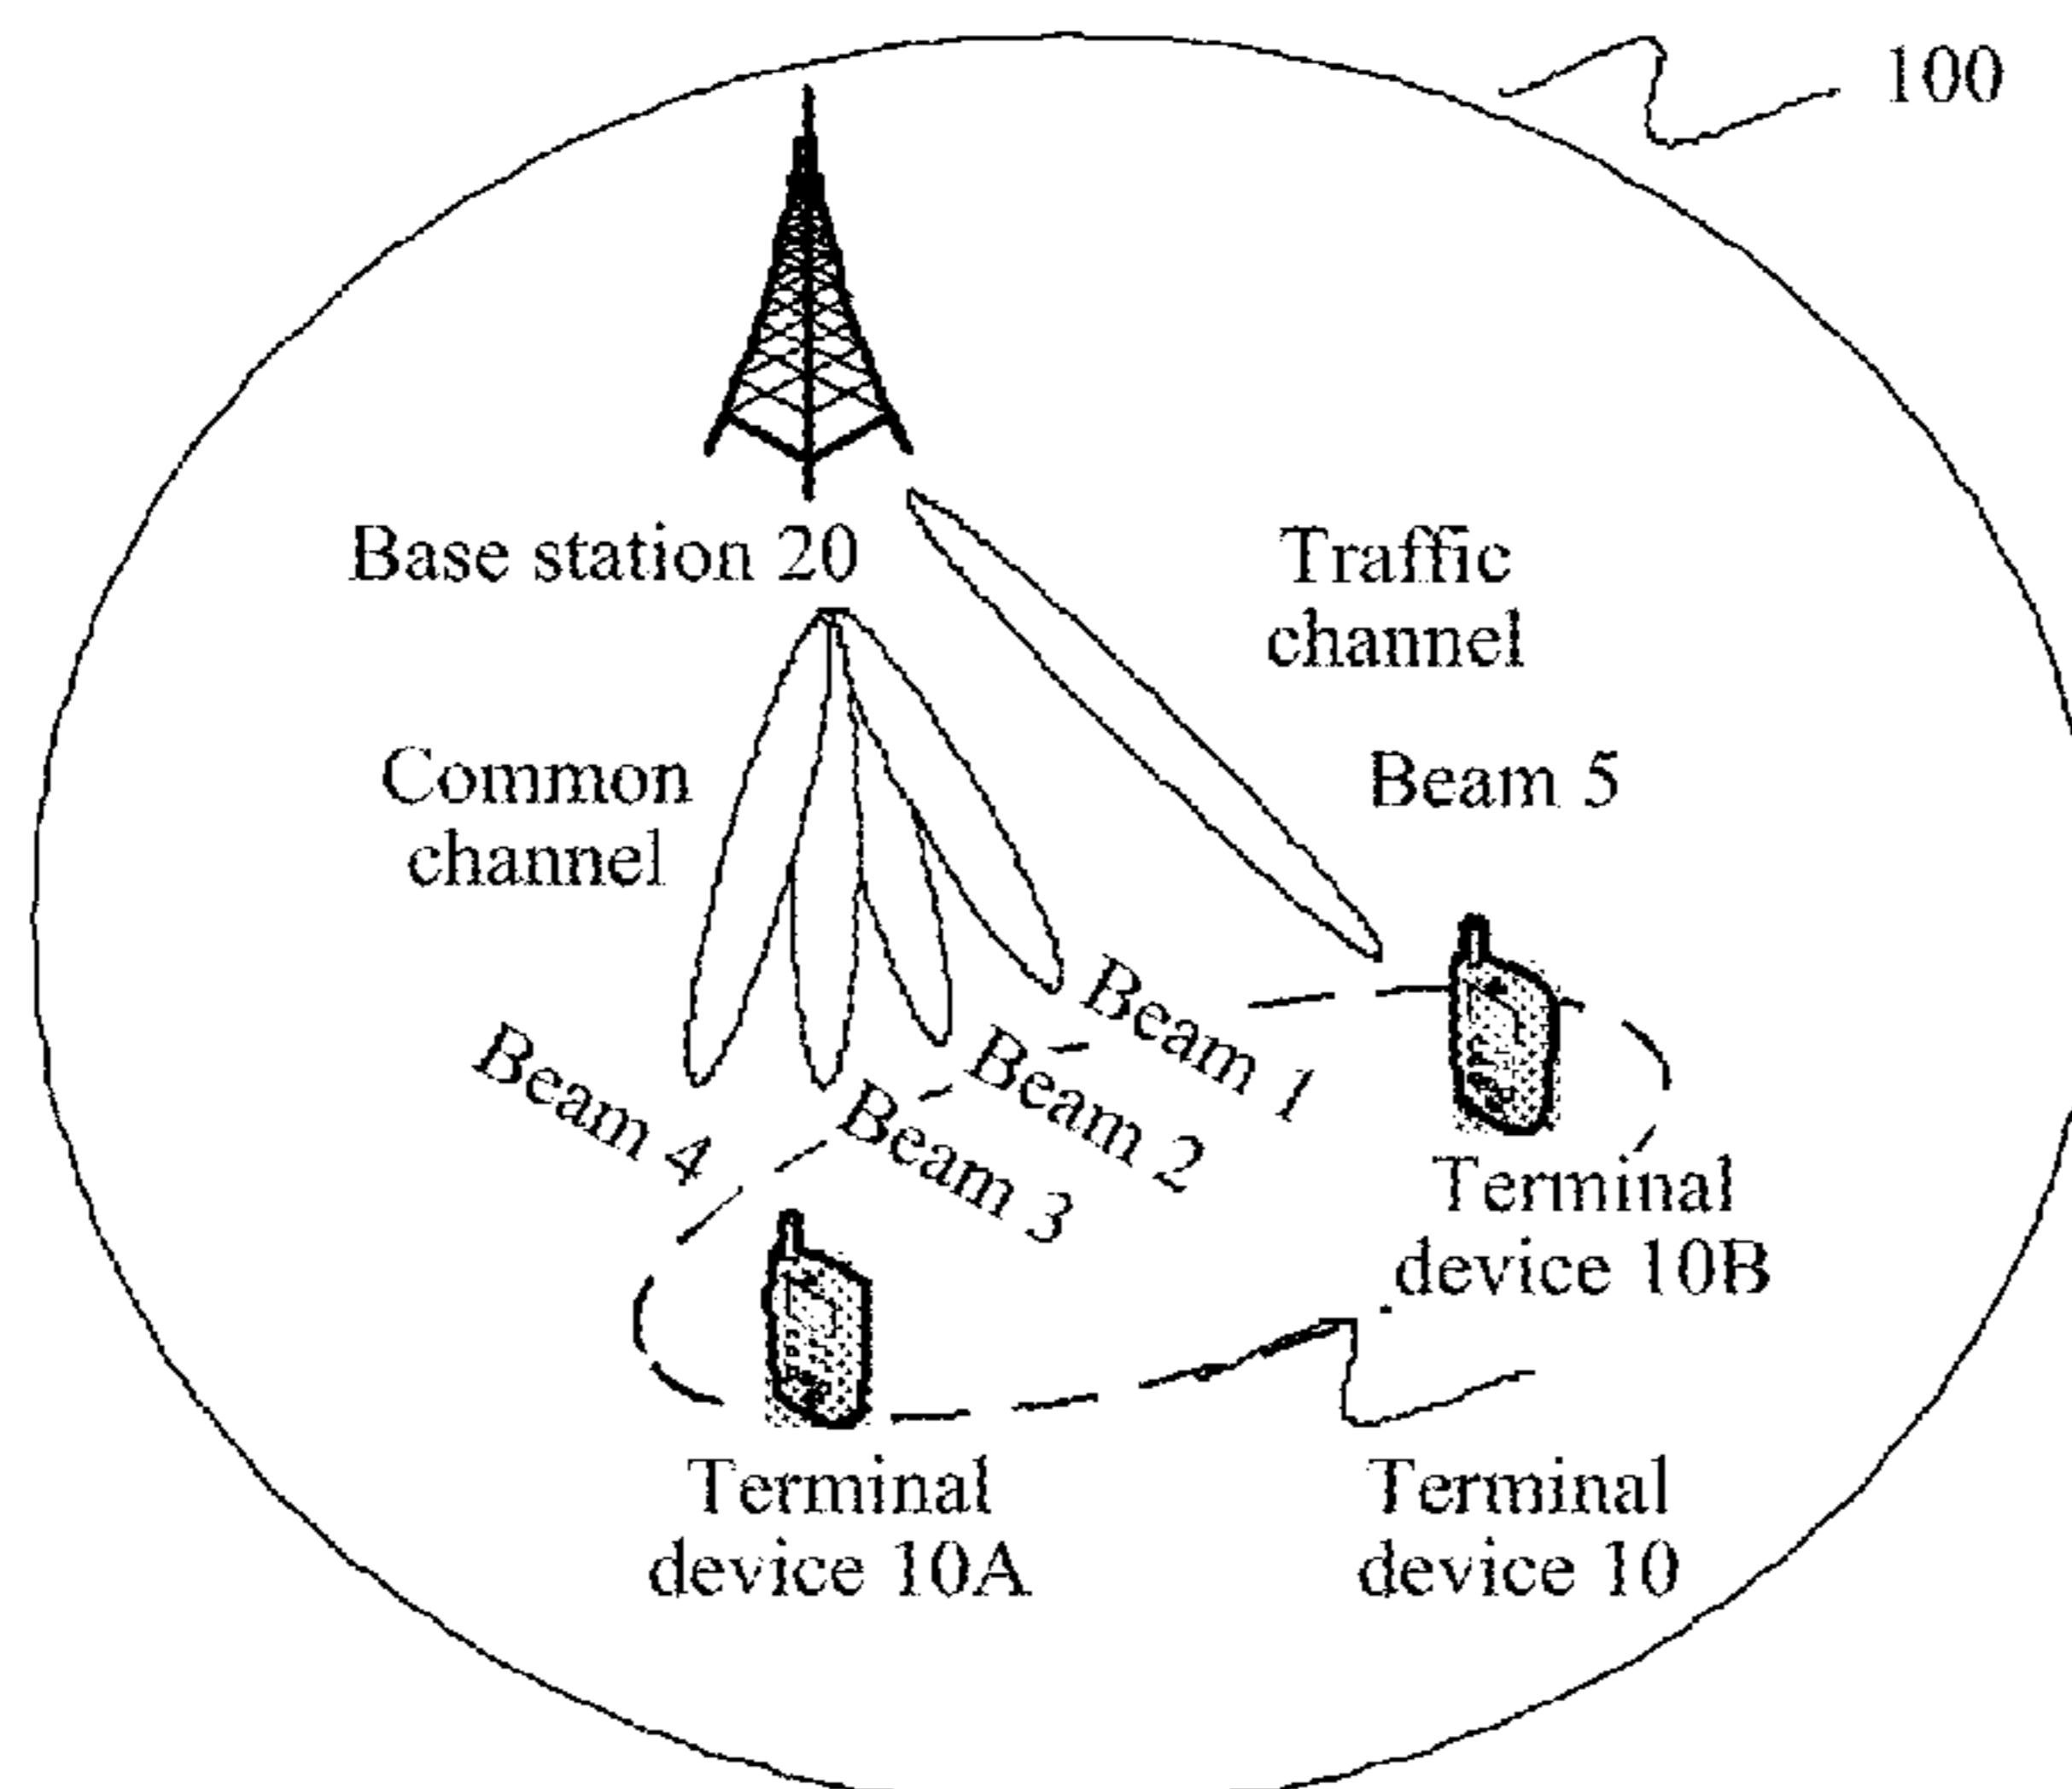 100
Base station 20
Traffic
channel
Common
channel
Beam 5
Beam 1
Beam 2
Beam 3
Beam 4
Terminal
device 10B
Terminal
device 10A
Terminal
device 10